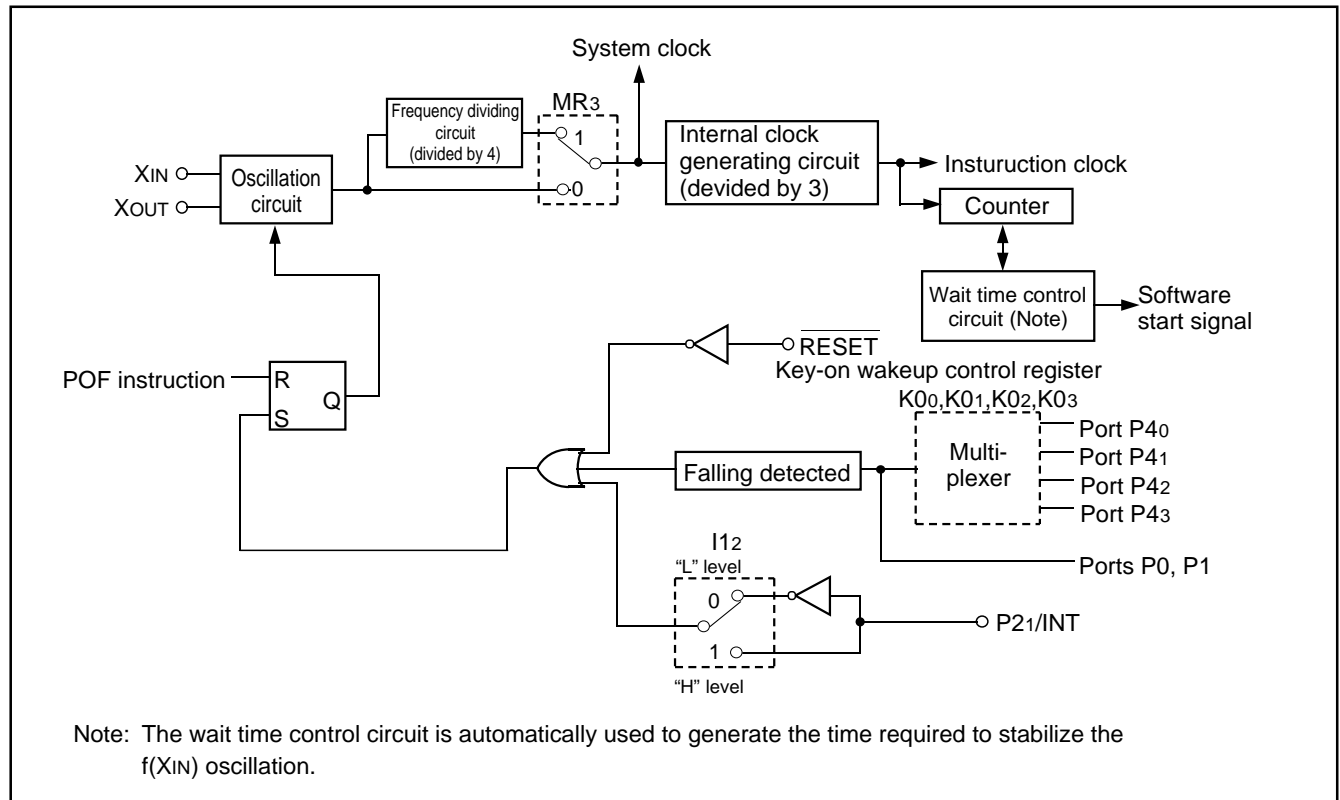 System clock
MR3
Frequency dividing
circuit
(divided by 4)
1
0
Internal clock
generating circuit
(devided by 3)
Insturuction clock
Counter
XIN
XOUT
Oscillation
circuit
Wait time control
circuit (Note)
Software
start signal
RESET
Key-on wakeup control register
K00,K01,K02,K03
POF instruction
R
S
Q
Multi-
plexer
Port P40
Port P41
Port P42
Port P43
Falling detected
Ports P0, P1
I12
“L” level
0
1
“H” level
P21/INT
Note: The wait time control circuit is automatically used to generate the time required to stabilize the
f(XIN) oscillation.